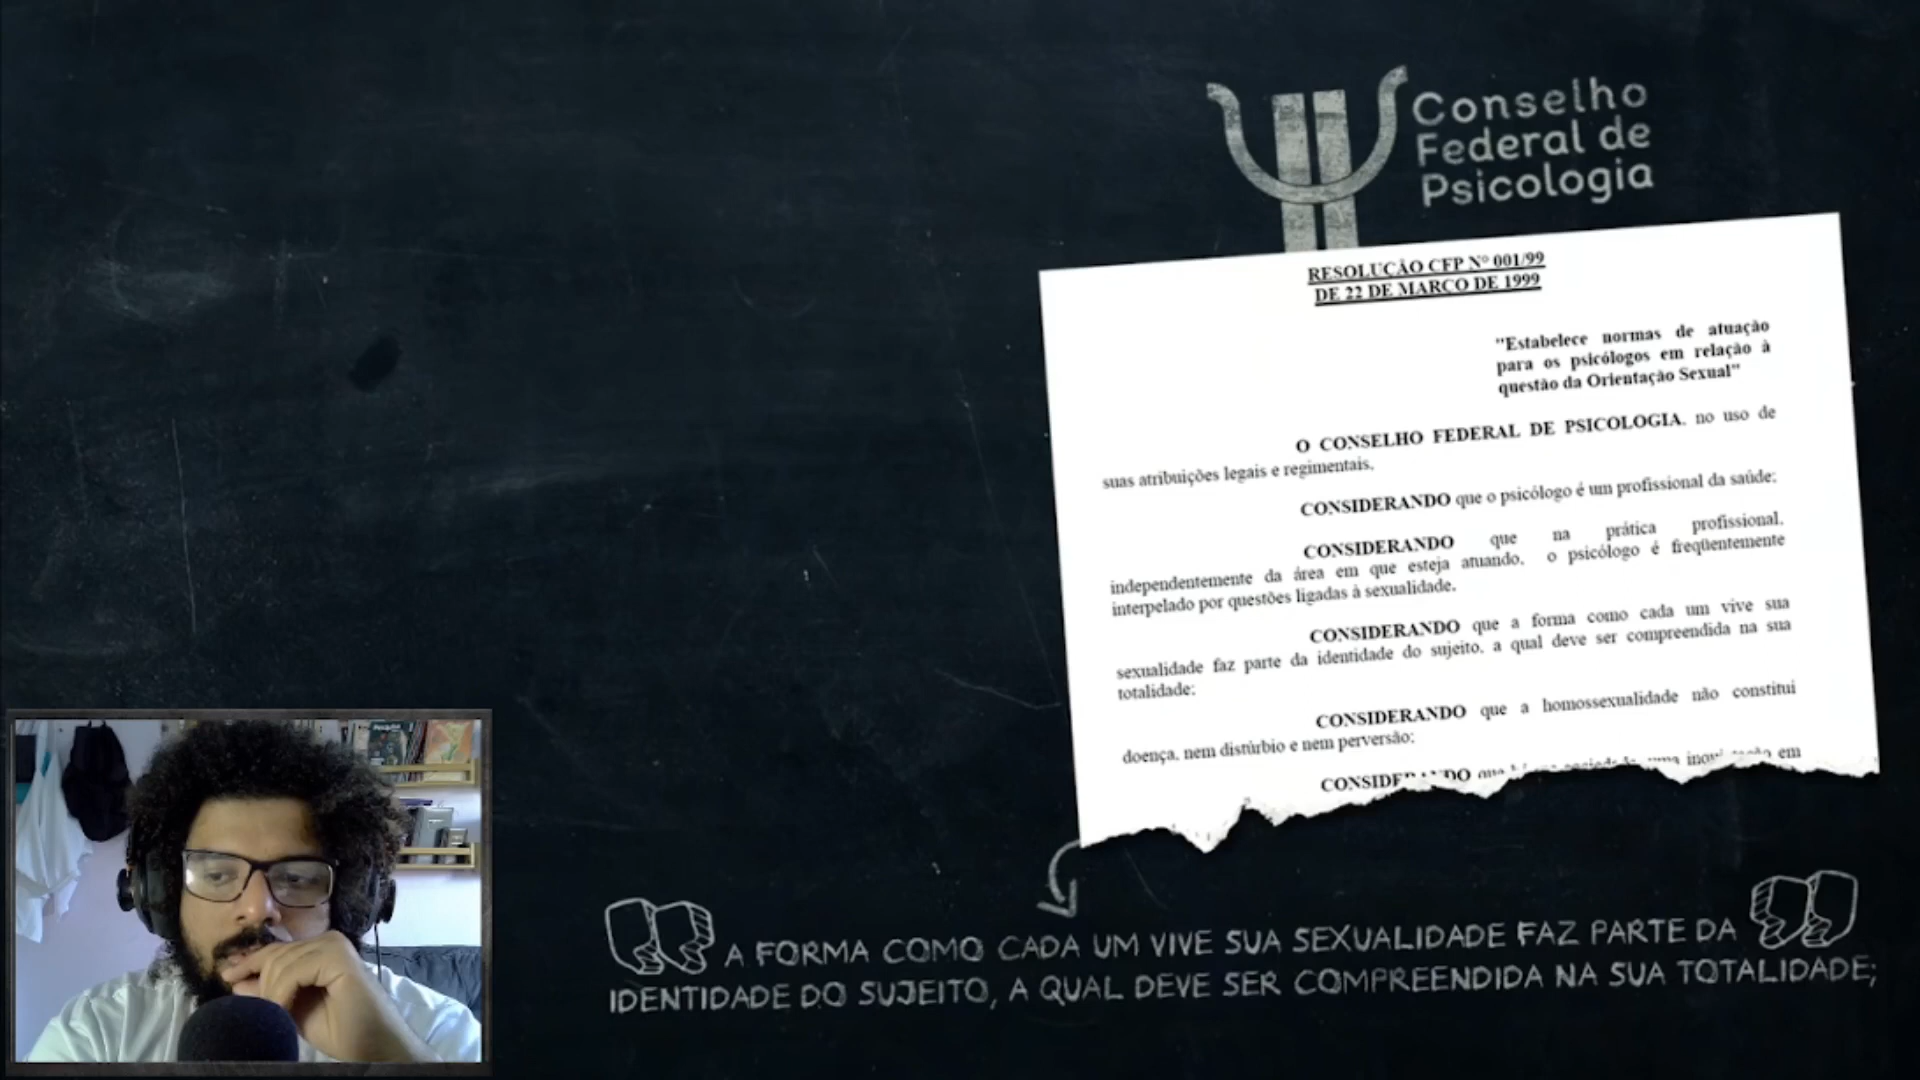 Conselho
Federal de
Psicologia
RESOLUÇÃO CFP N° 001/99
DE 22 DE MARÇO DE 1999
"Estabelece normas de atuação
para os psicólogos em relação à
questão da Orientação Sexual"
O CONSELHO FEDERAL DE PSICOLOGIA, no uso de
suas atribuições legais e regimentais,
CONSIDERANDO que o psicólogo é um profissional da saúde;
CONSIDERANDO que na prática profissional,
independentemente da área em que esteja atuando, o psicólogo é freqüentemente
interpelado por questões ligadas à sexualidade,
CONSIDERANDO que a forma como cada um vive sua
sexualidade faz parte da identidade do sujeito, a qual deve ser compreendida na sua
totalidade;
CONSIDERANDO que a homossexualidade não constitui
doença, nem distúrbio e nem perversão;
CONSIDERANDO que em
A FORMA COMO CADA UM VIVE SUA SEXUALIDADE FAZ PARTE DA
IDENTIDADE DO SUJEITO, A QUAL DEVE SER COMPREENDIDA NA SUA TOTALIDADE;